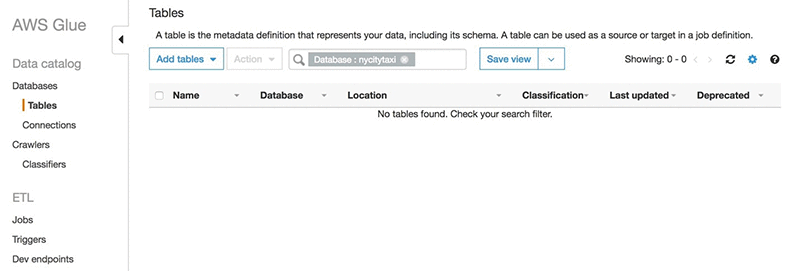 AWS Glue
Data catalog
Databases
Tables
Connections
Crawlers
Classifiers
ETL
Jobs
Triggers
Dev endpoints
Tables
A table is the metadata definition that represents your data, including its schema. A table can be used as a source or target in a job definition.
Add tables Action Database : nycitytaxi Save view Showing: 0 - 0
Name Database Location Classification Last updated Deprecated
No tables found. Check your search filter.